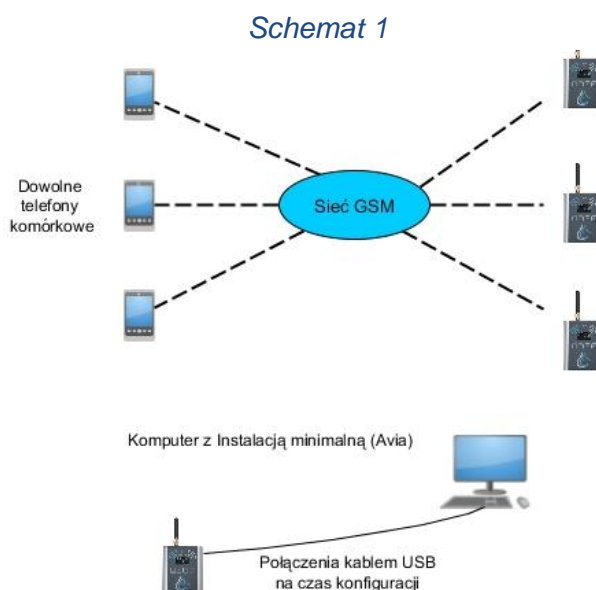 Schemat 1
Dowolne
telefony
komórkowe
Sieć GSM
Komputer z Instalacją minimalną (Avia)
Połączenia kablem USB
na czas konfiguracji